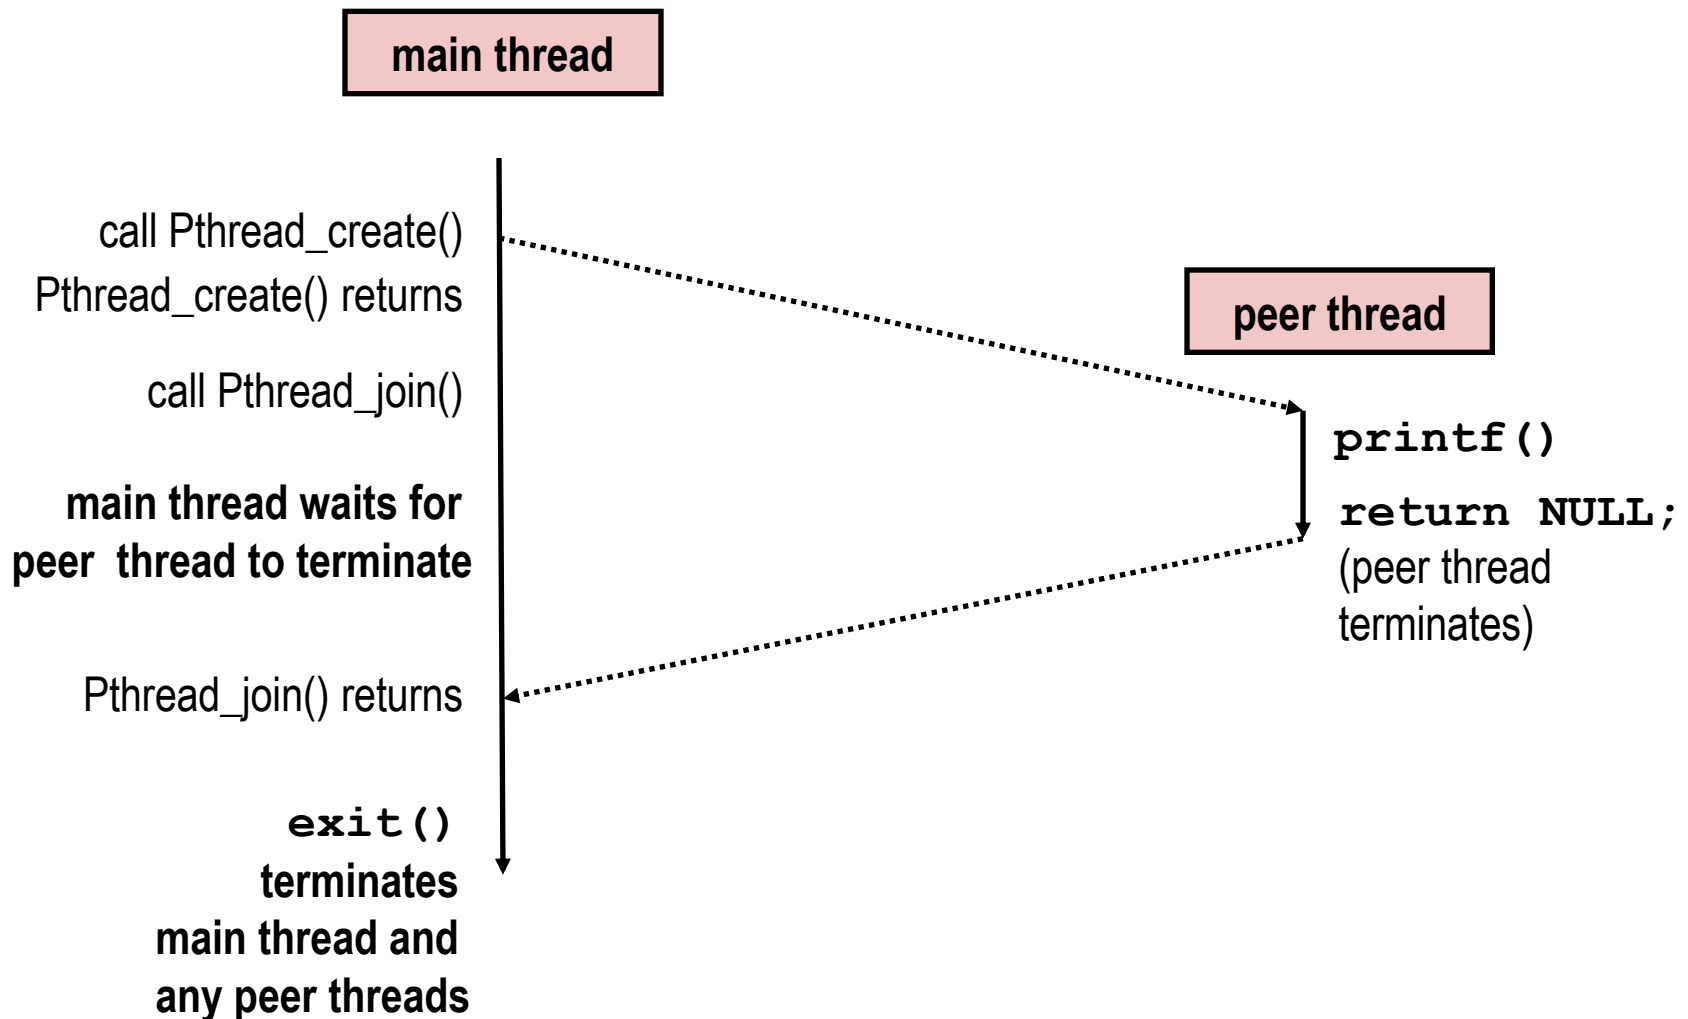 main thread
call Pthread_create()
Pthread_create() returns
peer thread
call Pthread_join()
printf()
main thread waits for
peer  thread to terminate
return NULL;
(peer thread
terminates)
Pthread_join() returns
exit()
terminates
main thread and
any peer threads